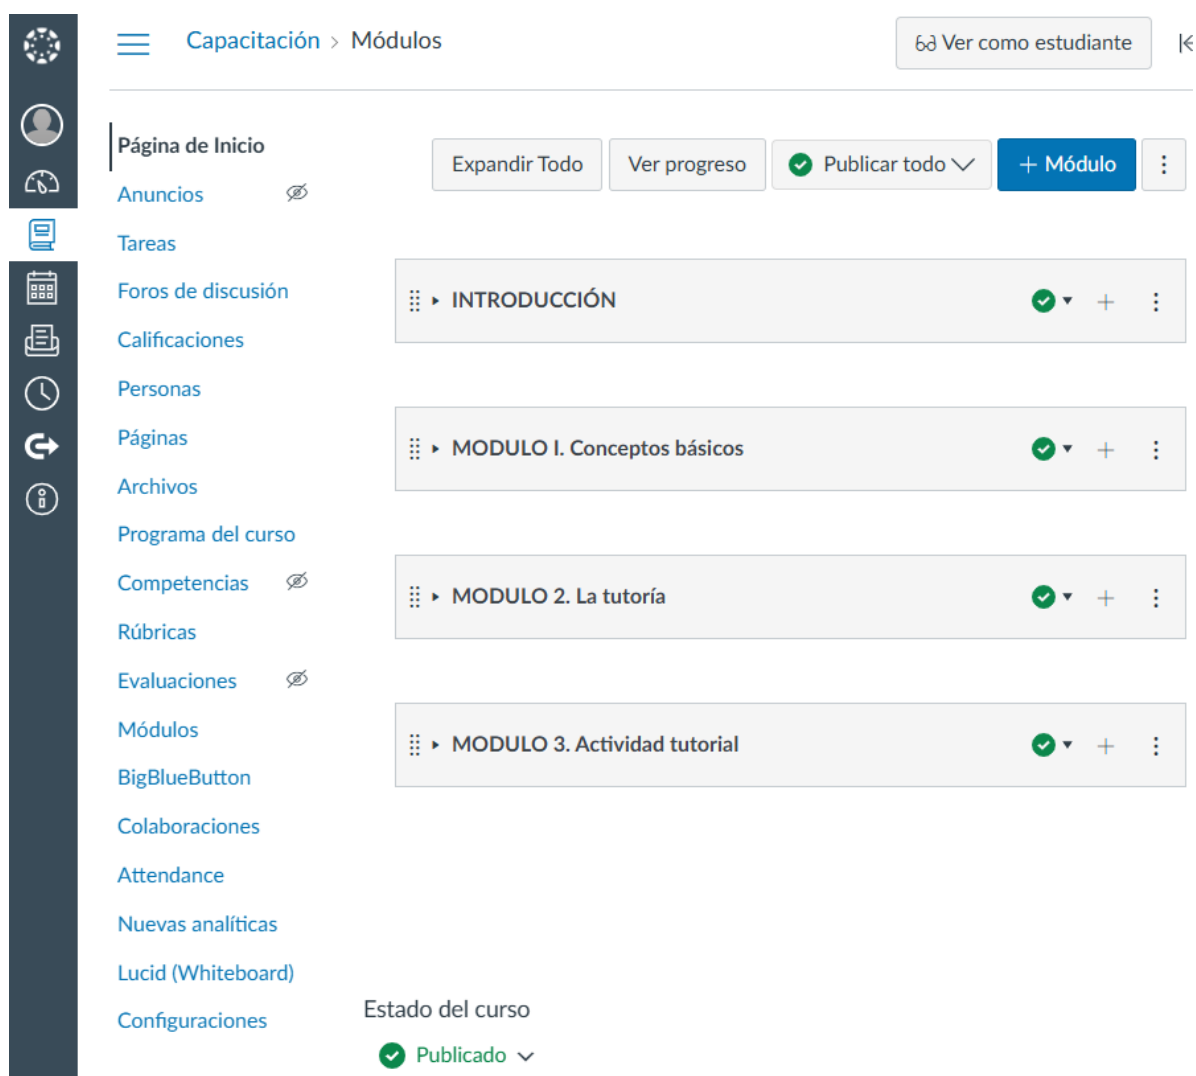 Capacitación > Módulos
Ver como estudiante
Página de Inicio
Anuncios
Tareas
Foros de discusión
Calificaciones
Personas
Páginas
Archivos
Programa del curso
Competencias
Rúbricas
Evaluaciones
Módulos
BigBlueButton
Colaboraciones
Attendance
Nuevas analíticas
Lucid (Whiteboard)
Configuraciones
Expandir Todo
Ver progreso
Publicar todo
+ Módulo
INTRODUCCIÓN
MODULO I. Conceptos básicos
MODULO 2. La tutoría
MODULO 3. Actividad tutorial
Estado del curso
Publicado